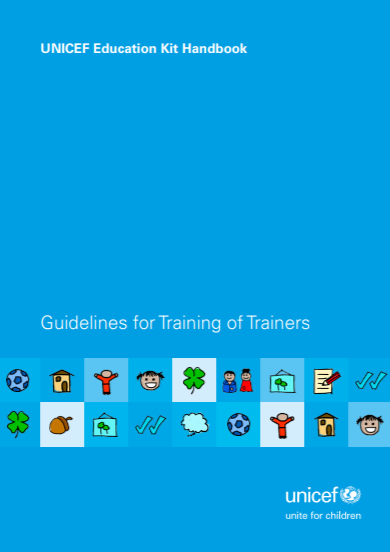 UNICEF Education Kit Handbook
Guidelines for Training of Trainers
unicef
unite for children